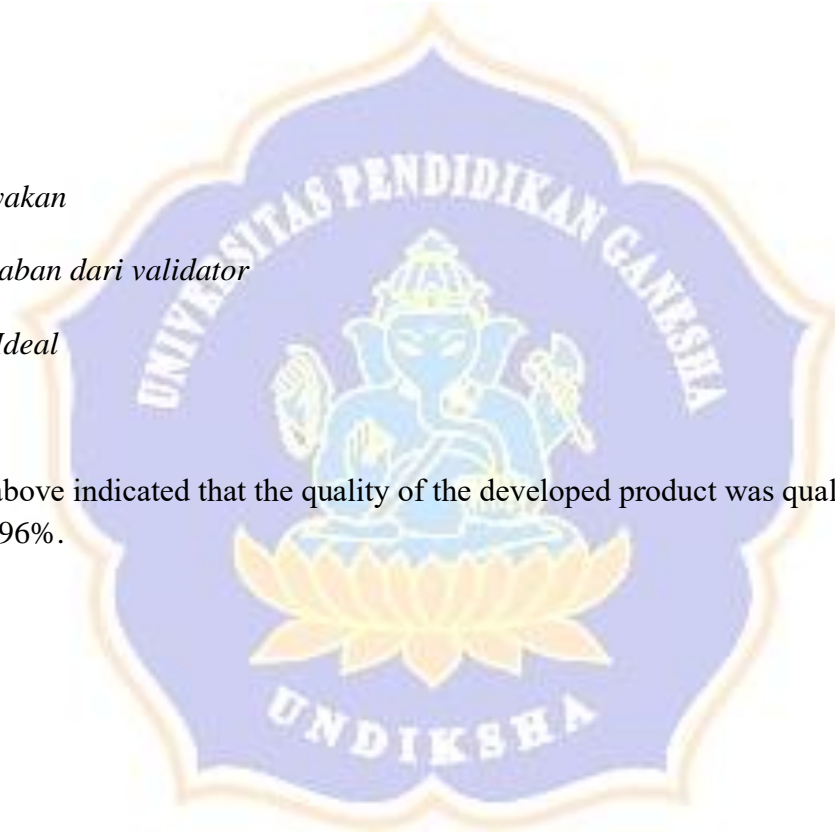 UNIVERSITAS PENDIDIKAN GANESHA
yakan
aban dari validator
Ideal
above indicated that the quality of the developed product was qual
96%.
UNDIKSHA